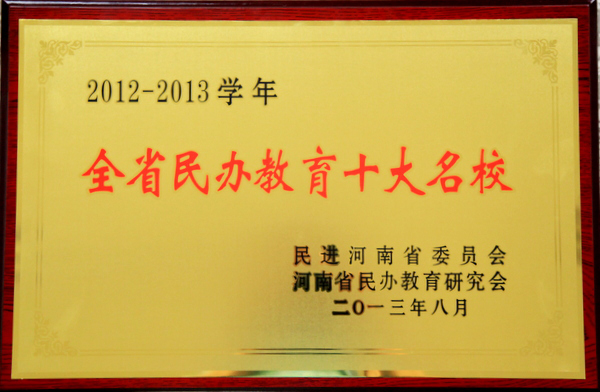 2012-2013学年
全省民办教育十大名校
民进河南省委员会
河南省民办教育研究会
二〇一三年八月